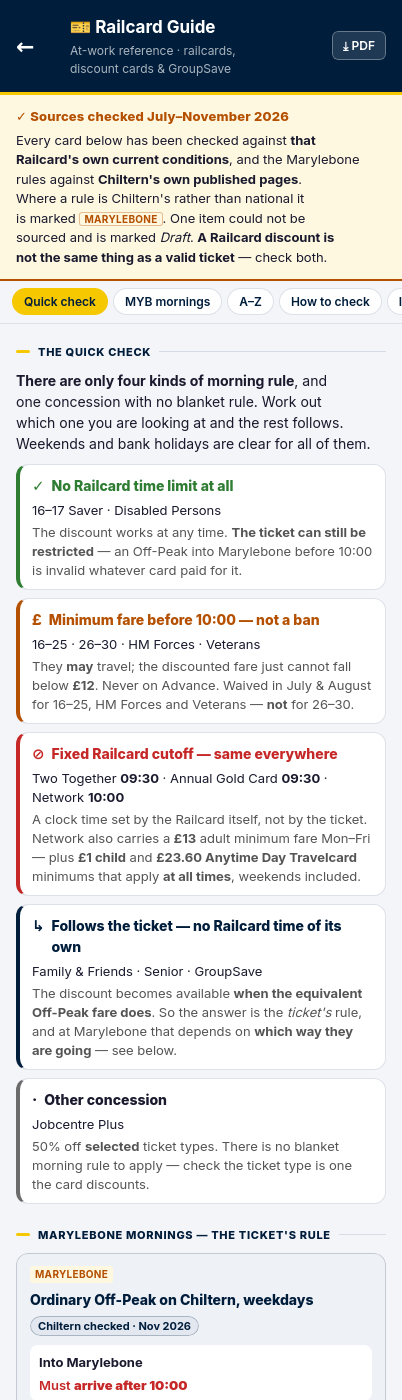 ←
🎫 Railcard Guide
At-work reference · railcards,
discount cards & GroupSave
⤓ PDF
✓ Sources checked July–November 2026
Every card below has been checked against that
Railcard's own current conditions, and the Marylebone
rules against Chiltern's own published pages.
Where a rule is Chiltern's rather than national it
is marked MARYLEBONE. One item could not be
sourced and is marked Draft. A Railcard discount is
not the same thing as a valid ticket — check both.
Quick check
MYB mornings
A–Z
How to check
THE QUICK CHECK
There are only four kinds of morning rule, and
one concession with no blanket rule. Work out
which one you are looking at and the rest follows.
Weekends and bank holidays are clear for all of them.
✓ No Railcard time limit at all
16–17 Saver · Disabled Persons
The discount works at any time. The ticket can still be
restricted — an Off-Peak into Marylebone before 10:00
is invalid whatever card paid for it.
£ Minimum fare before 10:00 — not a ban
16–25 · 26–30 · HM Forces · Veterans
They may travel; the discounted fare just cannot fall
below £12. Never on Advance. Waived in July & August
for 16–25, HM Forces and Veterans — not for 26–30.
⊘ Fixed Railcard cutoff — same everywhere
Two Together 09:30 · Annual Gold Card 09:30 ·
Network 10:00
A clock time set by the Railcard itself, not by the ticket.
Network also carries a £13 adult minimum fare Mon–Fri
— plus £1 child and £23.60 Anytime Day Travelcard
minimums that apply at all times, weekends included.
↳ Follows the ticket — no Railcard time of its
own
Family & Friends · Senior · GroupSave
The discount becomes available when the equivalent
Off-Peak fare does. So the answer is the ticket's rule,
and at Marylebone that depends on which way they
are going — see below.
· Other concession
Jobcentre Plus
50% off selected ticket types. There is no blanket
morning rule to apply — check the ticket type is one
the card discounts.
MARYLEBONE MORNINGS — THE TICKET'S RULE
MARYLEBONE
Ordinary Off-Peak on Chiltern, weekdays
Chiltern checked · Nov 2026
Into Marylebone
Must arrive after 10:00